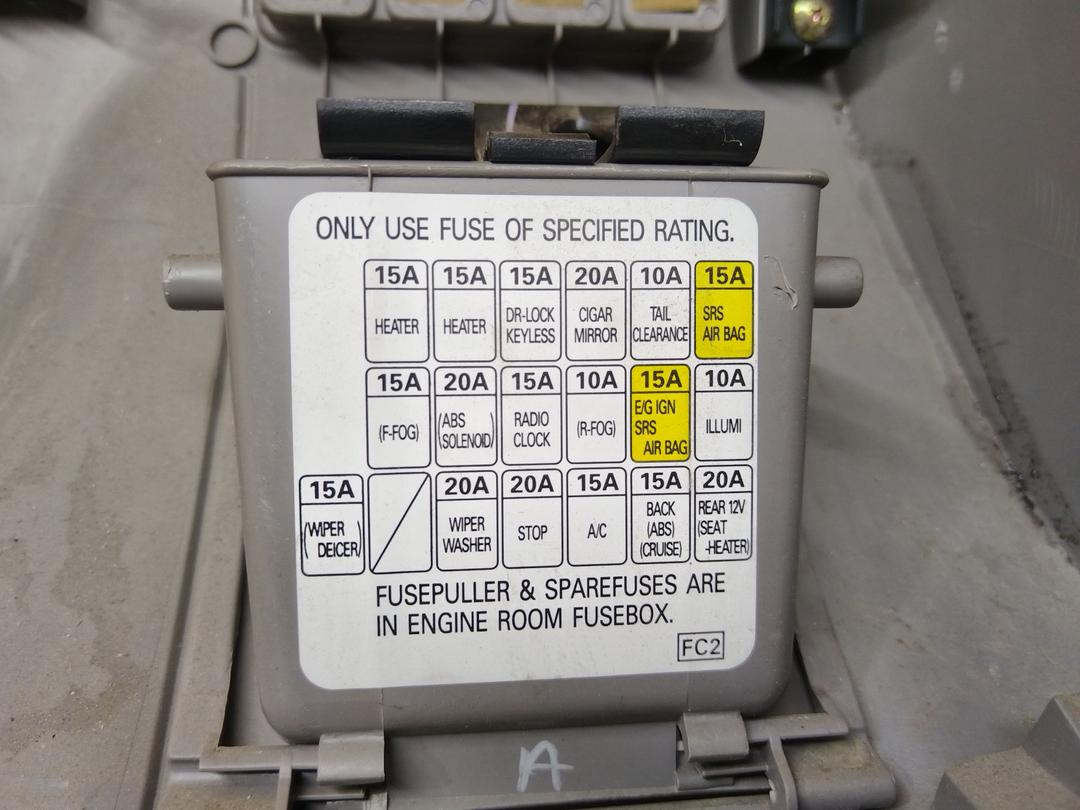 ONLY USE FUSE OF SPECIFIED RATING.
15A 15A 15A 20A 10A 15A
HEATER HEATER DR-LOCK KEYLESS CIGAR MIRROR TAIL CLEARANCE SRS AIR BAG
15A 20A 15A 10A 15A 10A
(F-FOG) (ABS SOLENOID) RADIO CLOCK (R-FOG) E/G IGN SRS AIR BAG ILLUMI
15A 20A 20A 15A 15A 20A
(WIPER DEICER) WIPER WASHER STOP A/C BACK (ABS) (CRUISE) REAR 12V (SEAT -HEATER)
FUSEPULLER & SPAREFUSES ARE
IN ENGINE ROOM FUSEBOX.
FC2
A